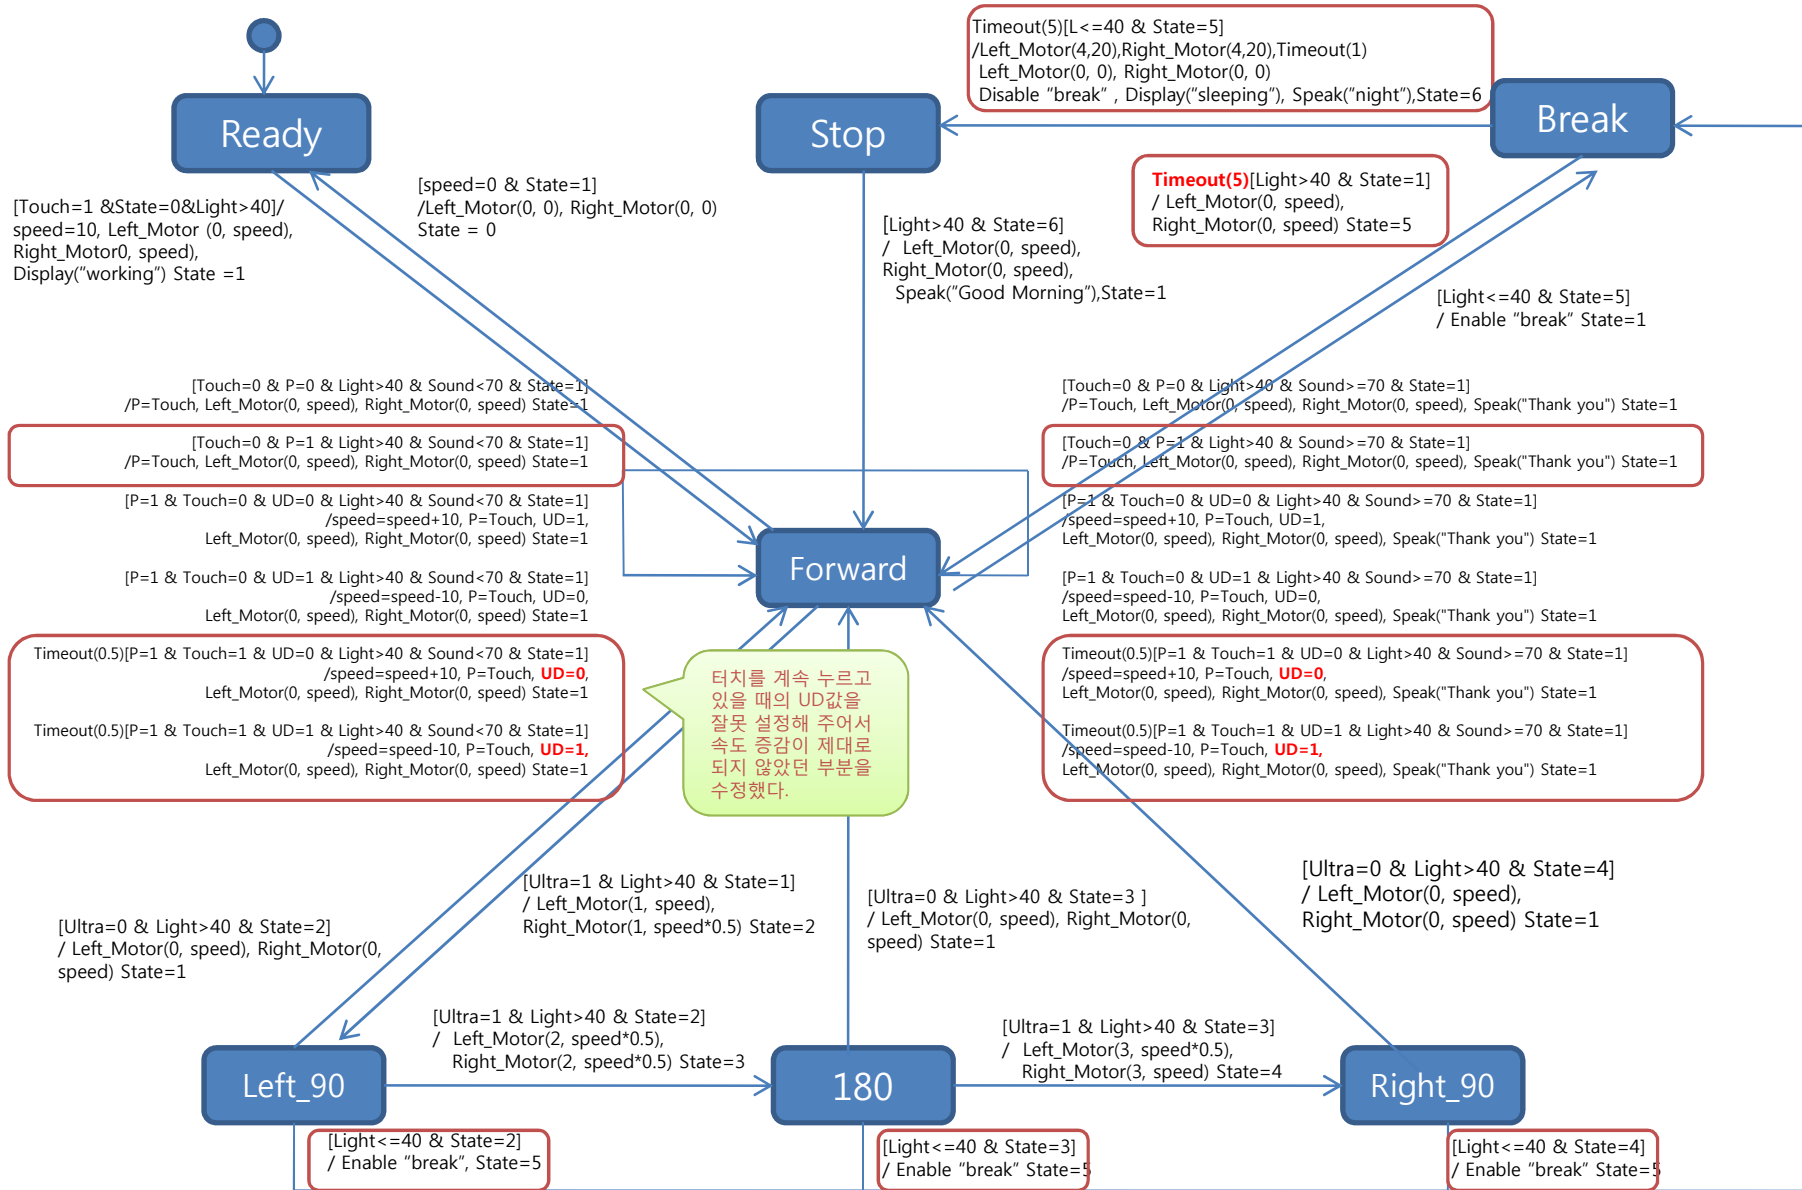 Timeout(5)[L<=40 & State=5]
/Left_Motor(4,20),Right_Motor(4,20),Timeout(1)
Left_Motor(0, 0), Right_Motor(0, 0)
Disable "break" , Display("sleeping"), Speak("night"),State=6
Ready
Stop
Break
[Touch=1 &State=0&Light>40]/
speed=10, Left_Motor (0, speed),
Right_Motor0, speed),
Display("working") State =1
[speed=0 & State=1]
/Left_Motor(0, 0), Right_Motor(0, 0)
State = 0
[Light>40 & State=6]
/ Left_Motor(0, speed),
Right_Motor(0, speed),
Speak("Good Morning"),State=1
Timeout(5)[Light>40 & State=1]
/ Left_Motor(0, speed),
Right_Motor(0, speed) State=5
[Light<=40 & State=5]
/ Enable "break" State=1
[Touch=0 & P=0 & Light>40 & Sound<70 & State=1]
/P=Touch, Left_Motor(0, speed), Right_Motor(0, speed) State=1
[Touch=0 & P=1 & Light>40 & Sound<70 & State=1]
/P=Touch, Left_Motor(0, speed), Right_Motor(0, speed) State=1
[P=1 & Touch=0 & UD=0 & Light>40 & Sound<70 & State=1]
/speed=speed+10, P=Touch, UD=1,
Left_Motor(0, speed), Right_Motor(0, speed) State=1
[P=1 & Touch=0 & UD=1 & Light>40 & Sound<70 & State=1]
/speed=speed-10, P=Touch, UD=0,
Left_Motor(0, speed), Right_Motor(0, speed) State=1
Timeout(0.5)[P=1 & Touch=1 & UD=0 & Light>40 & Sound<70 & State=1]
/speed=speed+10, P=Touch, UD=0,
Left_Motor(0, speed), Right_Motor(0, speed) State=1
Timeout(0.5)[P=1 & Touch=1 & UD=1 & Light>40 & Sound<70 & State=1]
/speed=speed-10, P=Touch, UD=1,
Left_Motor(0, speed), Right_Motor(0, speed) State=1
Forward
[Touch=0 & P=0 & Light>40 & Sound>=70 & State=1]
/P=Touch, Left_Motor(0, speed), Right_Motor(0, speed), Speak("Thank you") State=1
[Touch=0 & P=1 & Light>40 & Sound>=70 & State=1]
/P=Touch, Left_Motor(0, speed), Right_Motor(0, speed), Speak("Thank you") State=1
[P=1 & Touch=0 & UD=0 & Light>40 & Sound>=70 & State=1]
/speed=speed+10, P=Touch, UD=1,
Left_Motor(0, speed), Right_Motor(0, speed), Speak("Thank you") State=1
[P=1 & Touch=0 & UD=1 & Light>40 & Sound>=70 & State=1]
/speed=speed-10, P=Touch, UD=0,
Left_Motor(0, speed), Right_Motor(0, speed), Speak("Thank you") State=1
Timeout(0.5)[P=1 & Touch=1 & UD=0 & Light>40 & Sound>=70 & State=1]
/speed=speed+10, P=Touch, UD=0,
Left_Motor(0, speed), Right_Motor(0, speed), Speak("Thank you") State=1
Timeout(0.5)[P=1 & Touch=1 & UD=1 & Light>40 & Sound>=70 & State=1]
/speed=speed-10, P=Touch, UD=1,
Left_Motor(0, speed), Right_Motor(0, speed), Speak("Thank you") State=1
터치를 계속 누르고
있을 때의 UD값을
잘못 설정해 주어서
속도 증감이 제대로
되지 않았던 부분을
수정했다.
[Ultra=0 & Light>40 & State=2]
/ Left_Motor(0, speed), Right_Motor(0,
speed) State=1
[Ultra=1 & Light>40 & State=1]
/ Left_Motor(1, speed),
Right_Motor(1, speed*0.5) State=2
[Ultra=0 & Light>40 & State=3 ]
/ Left_Motor(0, speed), Right_Motor(0,
speed) State=1
[Ultra=0 & Light>40 & State=4]
/ Left_Motor(0, speed),
Right_Motor(0, speed) State=1
[Ultra=1 & Light>40 & State=2]
/ Left_Motor(2, speed*0.5),
Right_Motor(2, speed*0.5) State=3
[Ultra=1 & Light>40 & State=3]
/ Left_Motor(3, speed*0.5),
Right_Motor(3, speed) State=4
Left_90
180
Right_90
[Light<=40 & State=2]
/ Enable "break", State=5
[Light<=40 & State=3]
/ Enable "break" State=5
[Light<=40 & State=4]
/ Enable "break" State=5